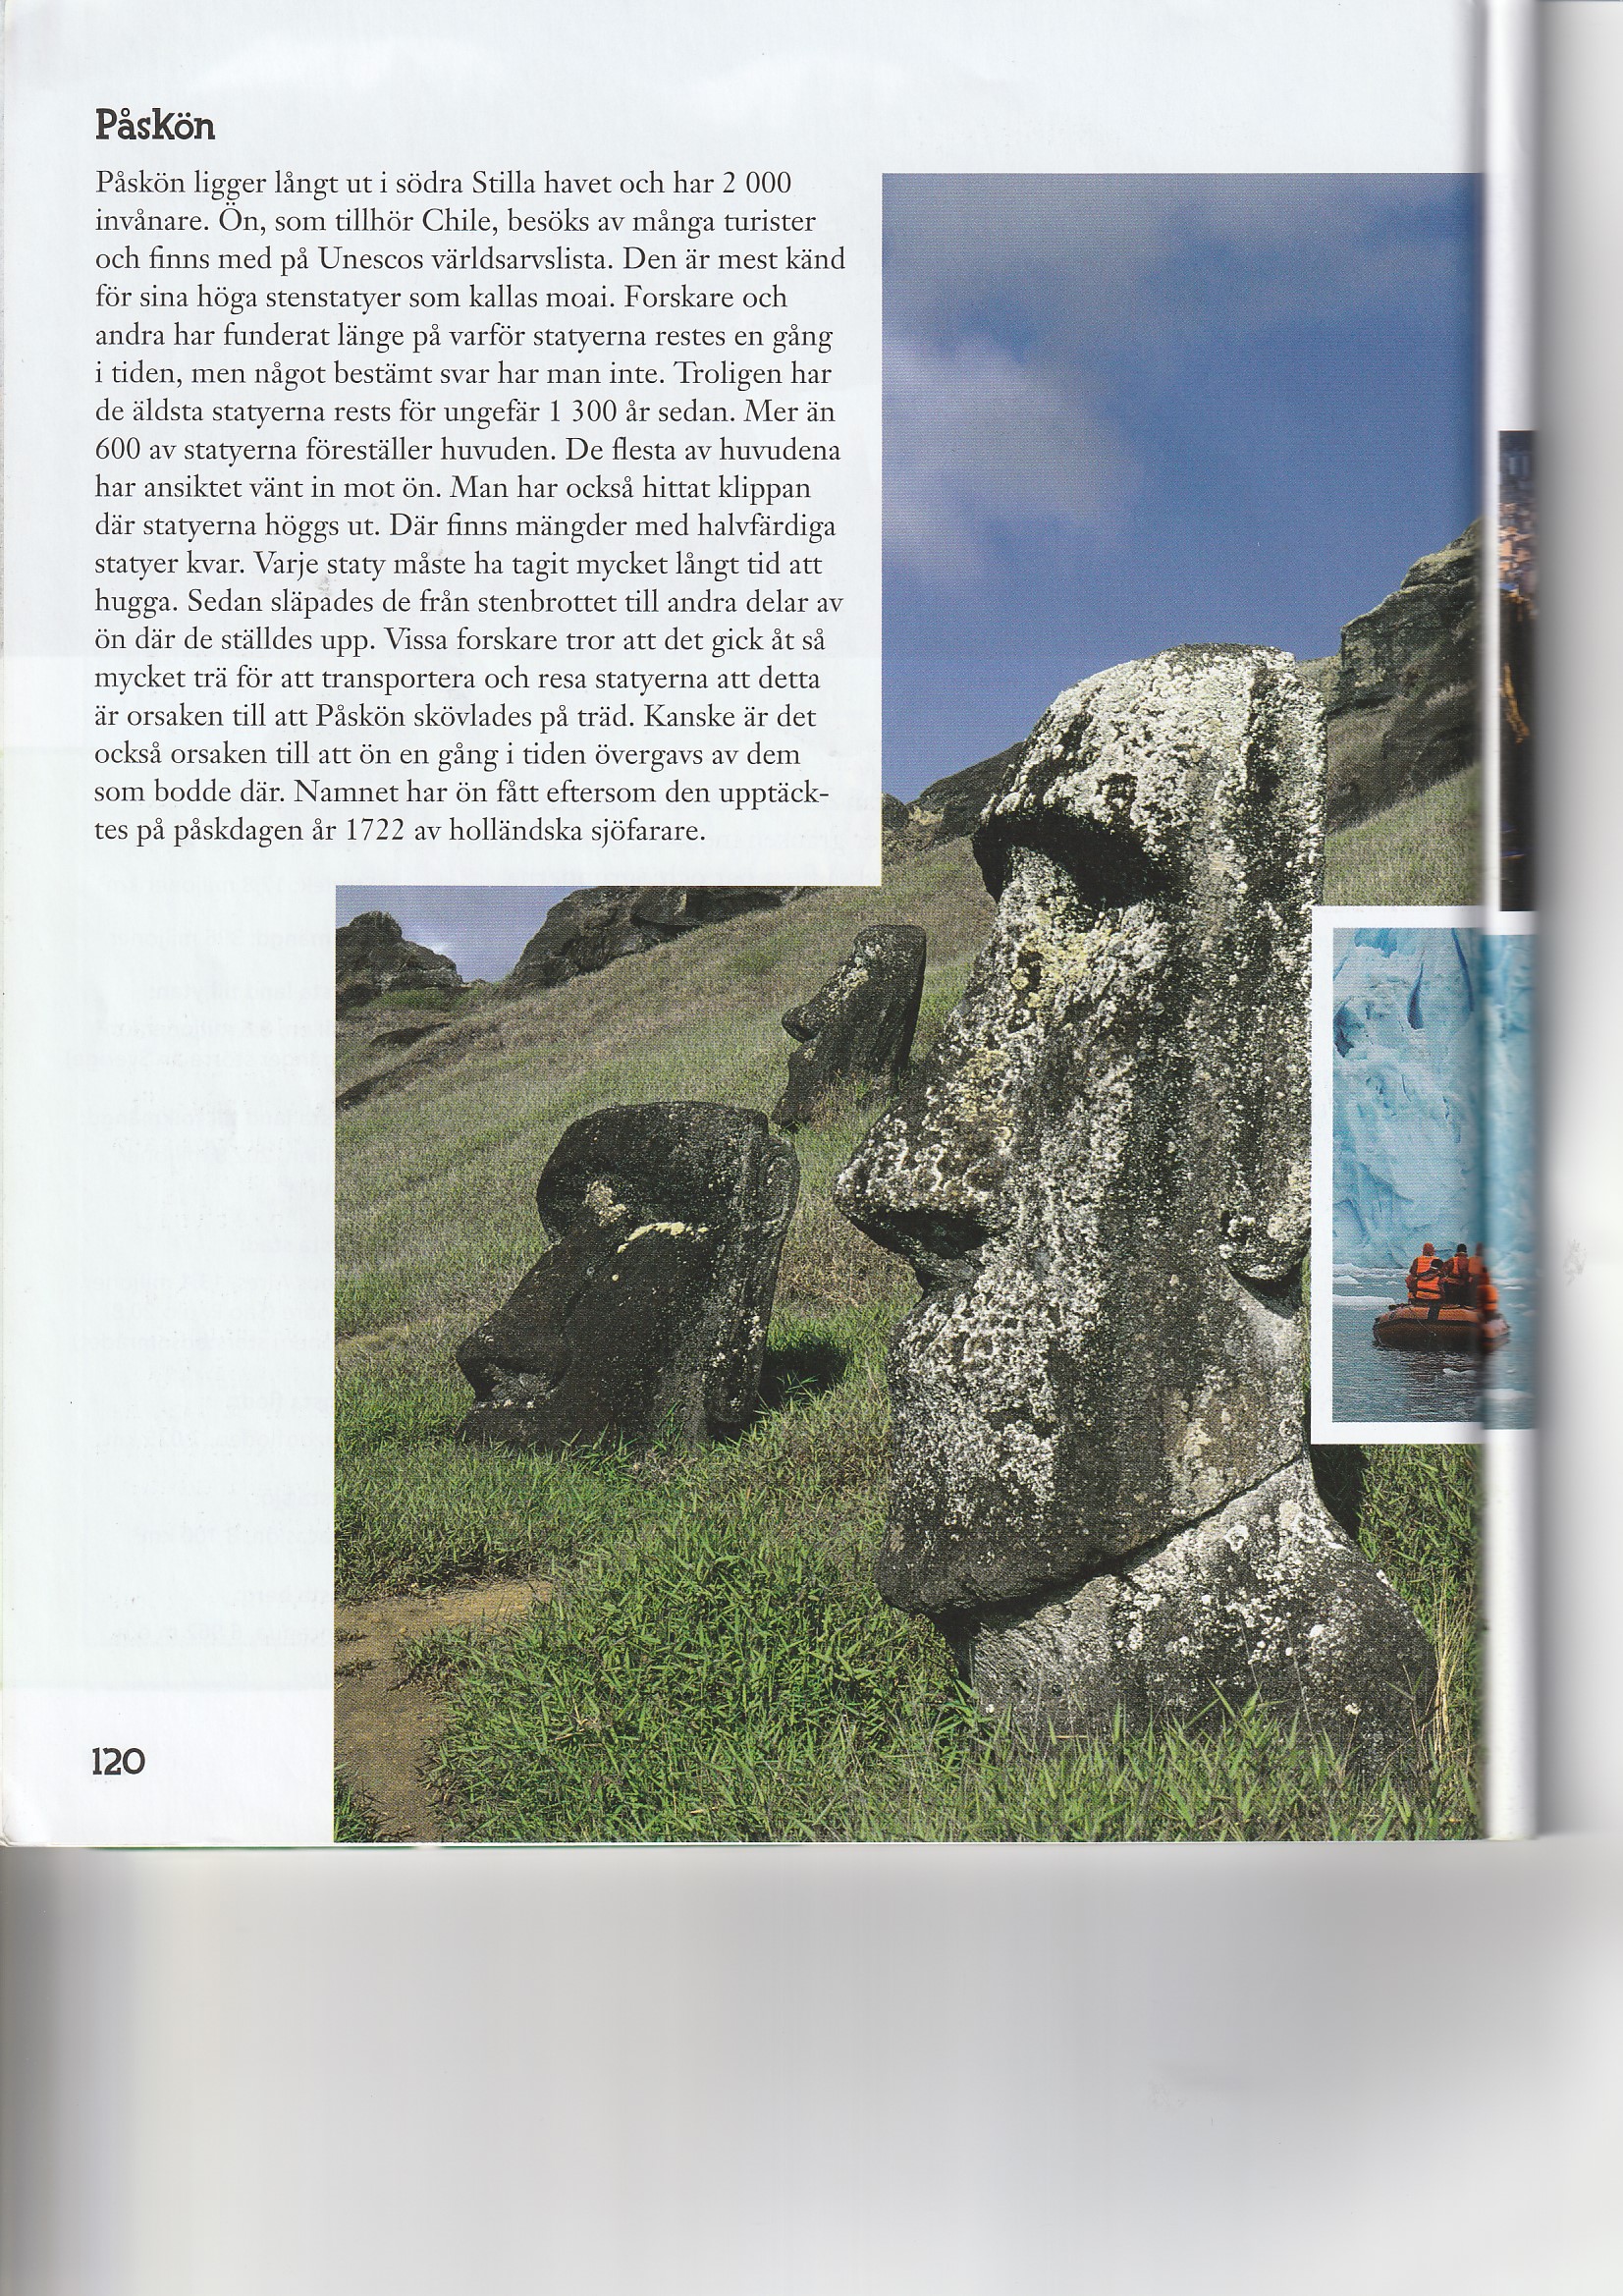 Påskön
Påskön ligger långt ut i södra Stilla havet och har 2 000
invånare. Ön, som tillhör Chile, besöks av många turister
och finns med på Unescos världsarvslista. Den är mest känd
för sina höga stenstatyer som kallas moai. Forskare och
andra har funderat länge på varför statyerna restes en gång
i tiden, men något bestämt svar har man inte. Troligen har
de äldsta statyerna rests för ungefär 1 300 år sedan. Mer än
600 av statyerna föreställer huvuden. De flesta av huvudena
har ansiktet vänt in mot ön. Man har också hittat klippan
där statyerna höggs ut. Där finns mängder med halvfärdiga
statyer kvar. Varje staty måste ha tagit mycket långt tid att
hugga. Sedan släpades de från stenbrottet till andra delar av
ön där de ställdes upp. Vissa forskare tror att det gick åt så
mycket trä för att transportera och resa statyerna att detta
är orsaken till att Påskön skövlades på träd. Kanske är det
också orsaken till att ön en gång i tiden övergavs av dem
som bodde där. Namnet har ön fått eftersom den upptäck-
tes på påskdagen år 1722 av holländska sjöfarare.
120